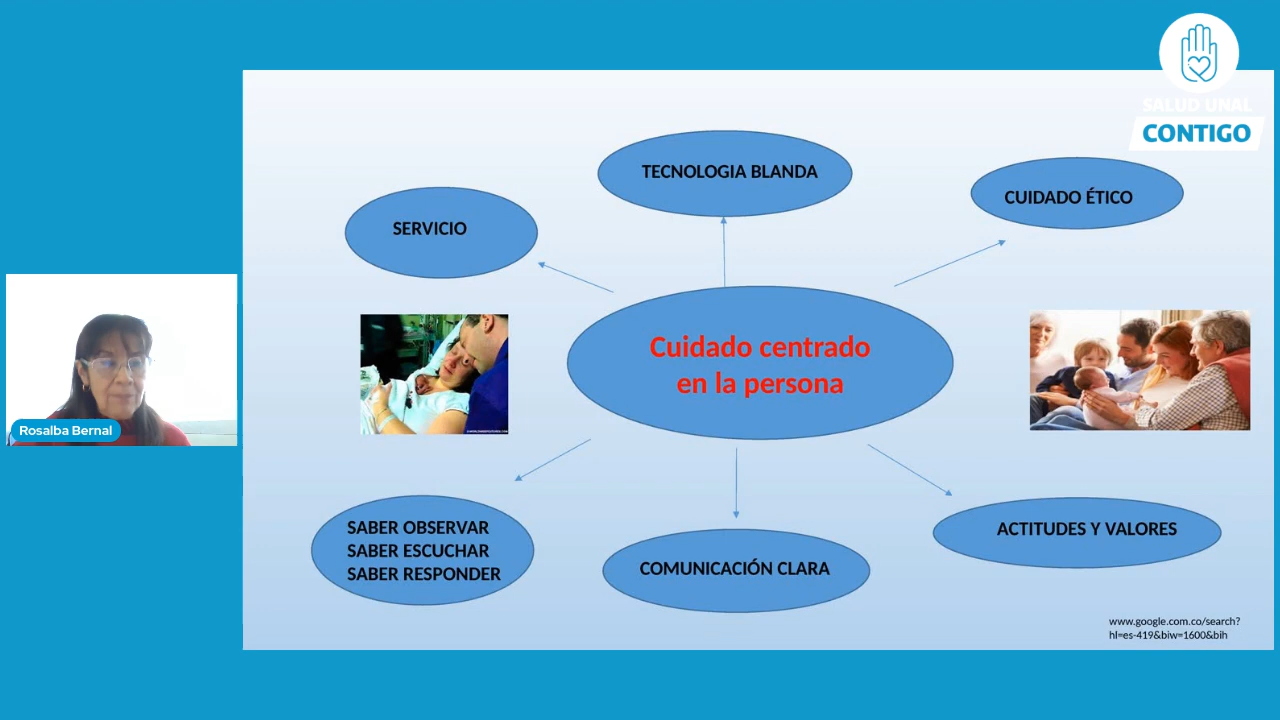 SALUD UNAL
CONTIGO
TECNOLOGIA BLANDA
CUIDADO ÉTICO
SERVICIO
Cuidado centrado
en la persona
Rosalba Bernal
SABER OBSERVAR
SABER ESCUCHAR
SABER RESPONDER
COMUNICACIÓN CLARA
ACTITUDES Y VALORES
www.google.com.co/search?
hl=es-419&biw=1600&bih